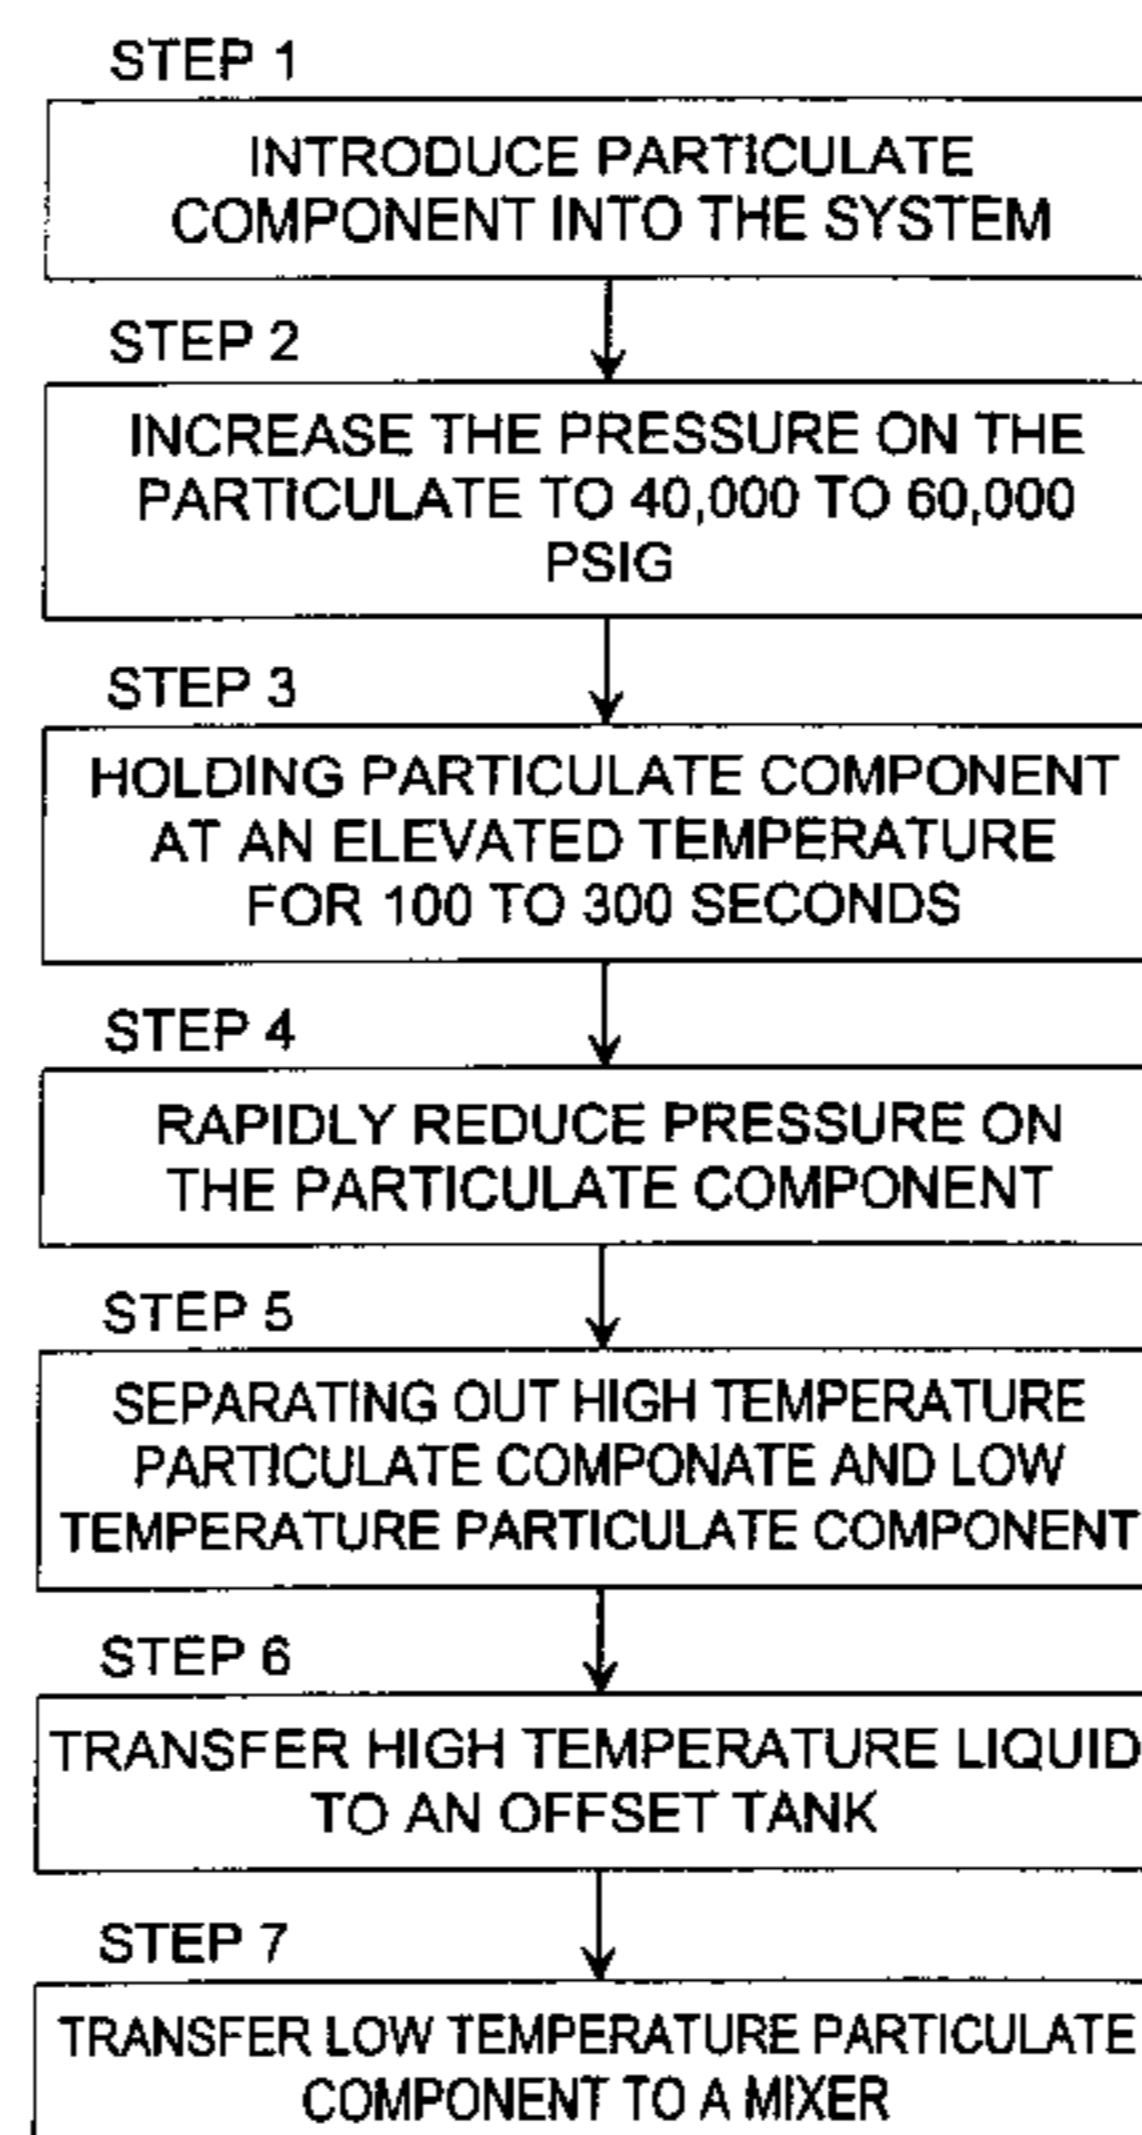 STEP 1
INTRODUCE PARTICULATE
COMPONENT INTO THE SYSTEM
STEP 2
INCREASE THE PRESSURE ON THE
PARTICULATE TO 40,000 TO 60,000
PSIG
STEP 3
HOLDING PARTICULATE COMPONENT
AT AN ELEVATED TEMPERATURE
FOR 100 TO 300 SECONDS
STEP 4
RAPIDLY REDUCE PRESSURE ON
THE PARTICULATE COMPONENT
STEP 5
SEPARATING OUT HIGH TEMPERATURE
PARTICULATE COMPONATE AND LOW
TEMPERATURE PARTICULATE COMPONENT
STEP 6
TRANSFER HIGH TEMPERATURE LIQUID
TO AN OFFSET TANK
STEP 7
TRANSFER LOW TEMPERATURE PARTICULATE
COMPONENT TO A MIXER